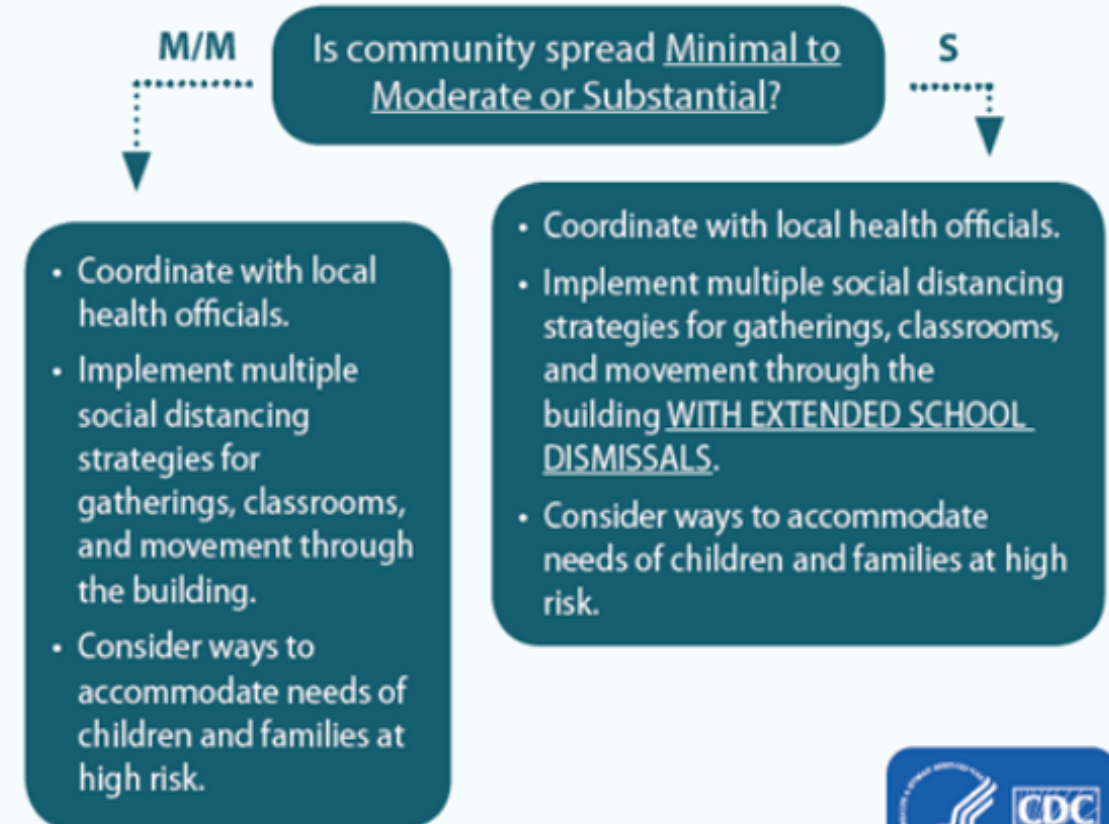 M/M
Is community spread Minimal to
Moderate or Substantial?
S
• Coordinate with local
health officials.
• Implement multiple
social distancing
strategies for
gatherings, classrooms,
and movement through
the building.
• Consider ways to
accommodate needs of
children and families at
high risk.
• Coordinate with local health officials.
• Implement multiple social distancing
strategies for gatherings, classrooms,
and movement through the
building WITH EXTENDED SCHOOL
DISMISSALS.
• Consider ways to accommodate
needs of children and families at high
risk.
CDC